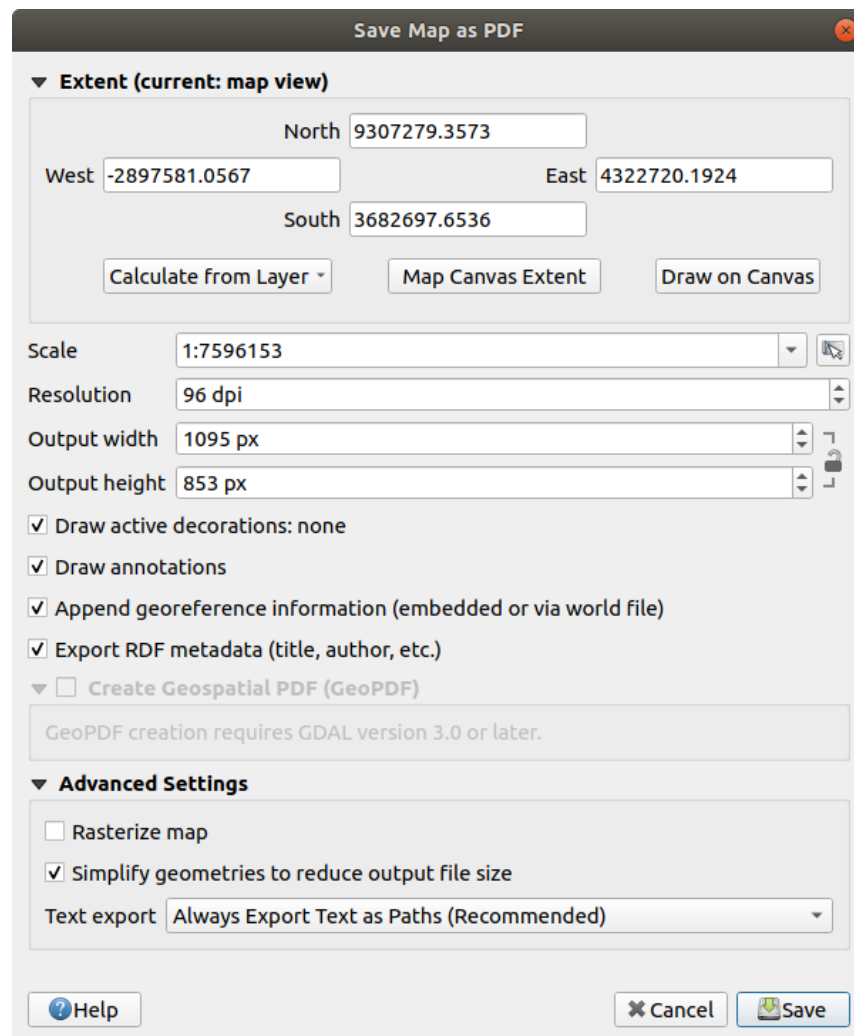 Save Map as PDF
Extent (current: map view)
North 9307279.3573
West -2897581.0567 East 4322720.1924
South 3682697.6536
Calculate from Layer Map Canvas Extent Draw on Canvas
Scale 1:7596153
Resolution 96 dpi
Output width 1095 px
Output height 853 px
Draw active decorations: none
Draw annotations
Append georeference information (embedded or via world file)
Export RDF metadata (title, author, etc.)
Create Geospatial PDF (GeoPDF)
GeoPDF creation requires GDAL version 3.0 or later.
Advanced Settings
Rasterize map
Simplify geometries to reduce output file size
Text export Always Export Text as Paths (Recommended)
Help Cancel Save